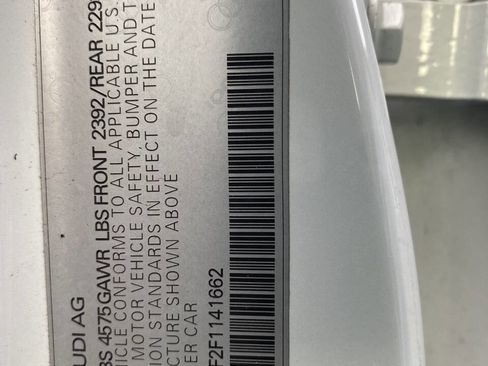 UDI AG
BS 4575 GAWR LBS FRONT 2392/REAR 229
HICLE CONFORMS TO ALL APPLICABLE U.S.
MOTOR VEHICLE SAFETY, BUMPER AND T
ION STANDARDS IN EFFECT ON THE DATE
CTURE SHOWN ABOVE
ER CAR
F2F1141662